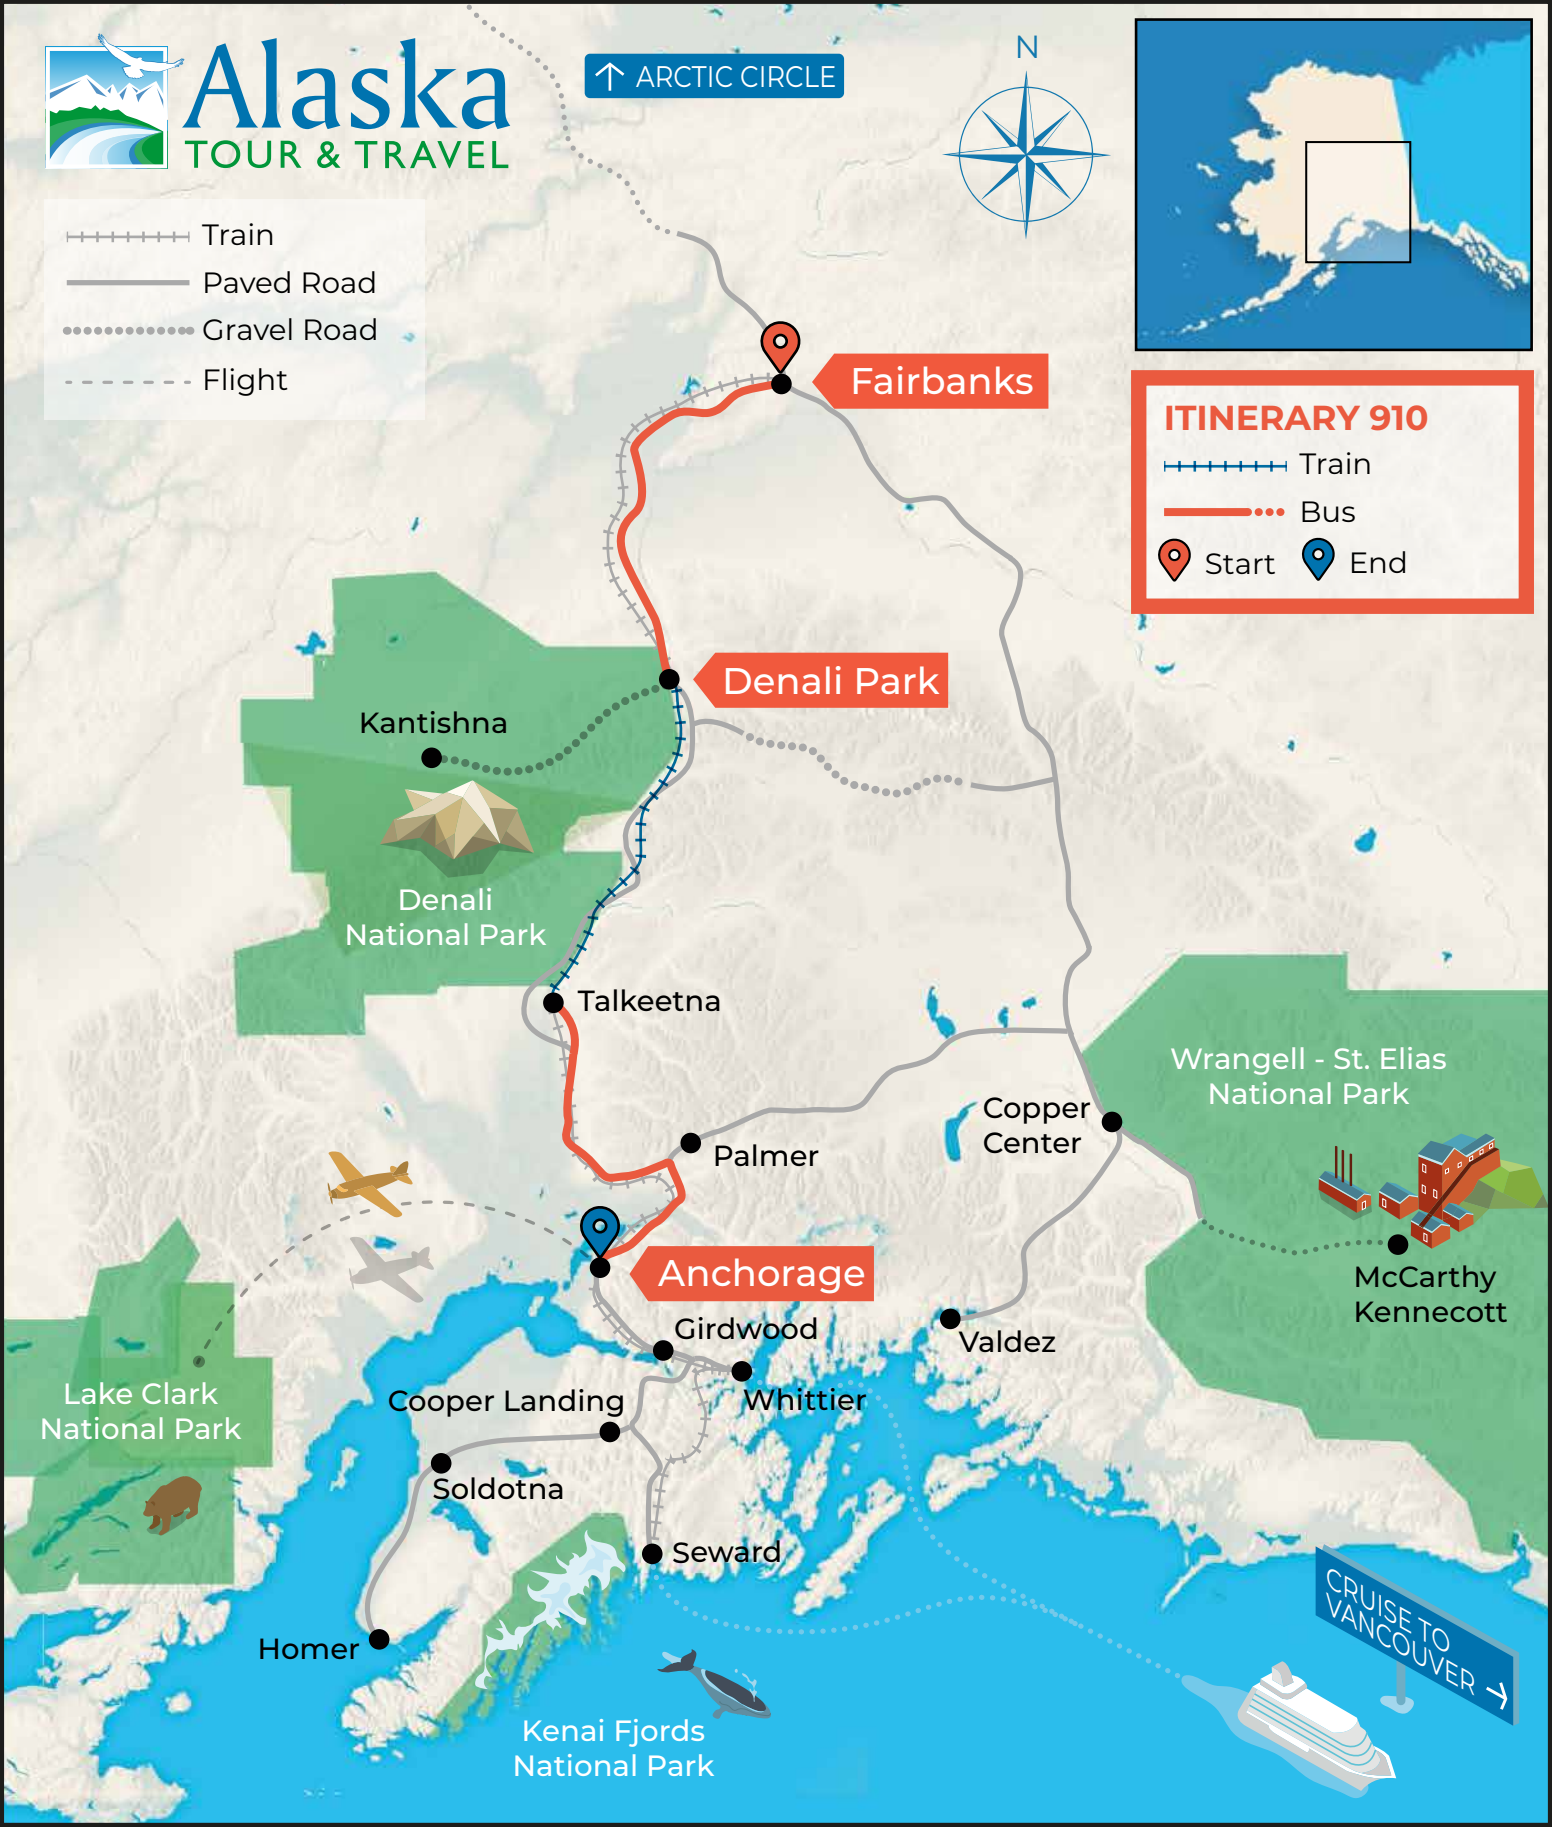 Alaska
TOUR & TRAVEL
↑ ARCTIC CIRCLE
N
Train
Paved Road
Gravel Road
Flight
ITINERARY 910
Train
Bus
Start
End
Fairbanks
Denali Park
Kantishna
Denali
National Park
Talkeetna
Palmer
Copper
Center
Wrangell - St. Elias
National Park
McCarthy
Kennecott
Anchorage
Girdwood
Whittier
Valdez
Cooper Landing
Lake Clark
National Park
Soldotna
Seward
Homer
Kenai Fjords
National Park
CRUISE TO
VANCOUVER →